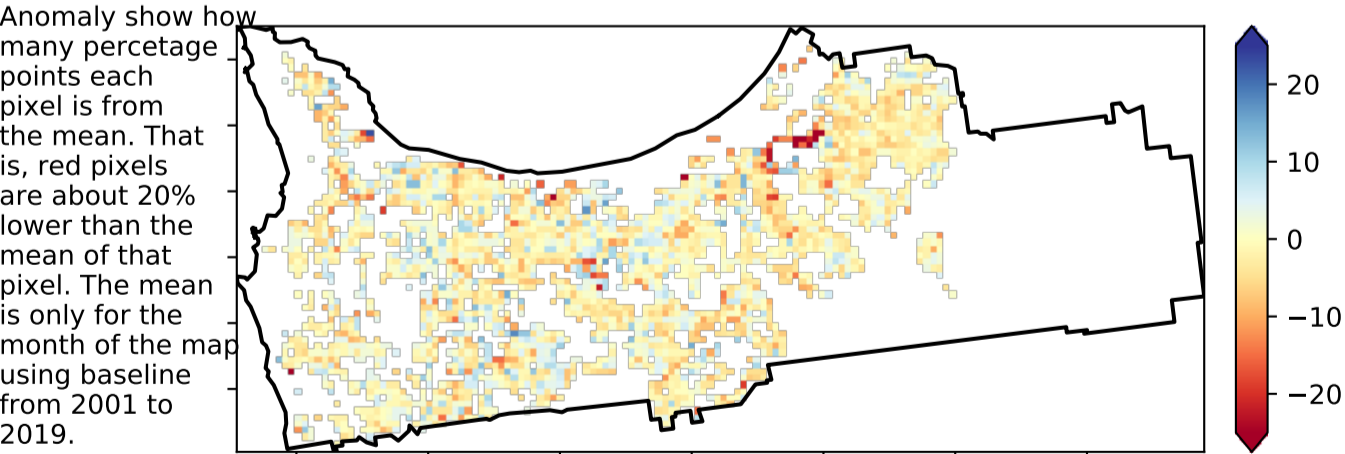 Anomaly show how
many percetage
points each
pixel is from
the mean. That
is, red pixels
are about 20%
lower than the
mean of that
pixel. The mean
is only for the
month of the map
using baseline
from 2001 to
2019.
20
10
0
−10
−20